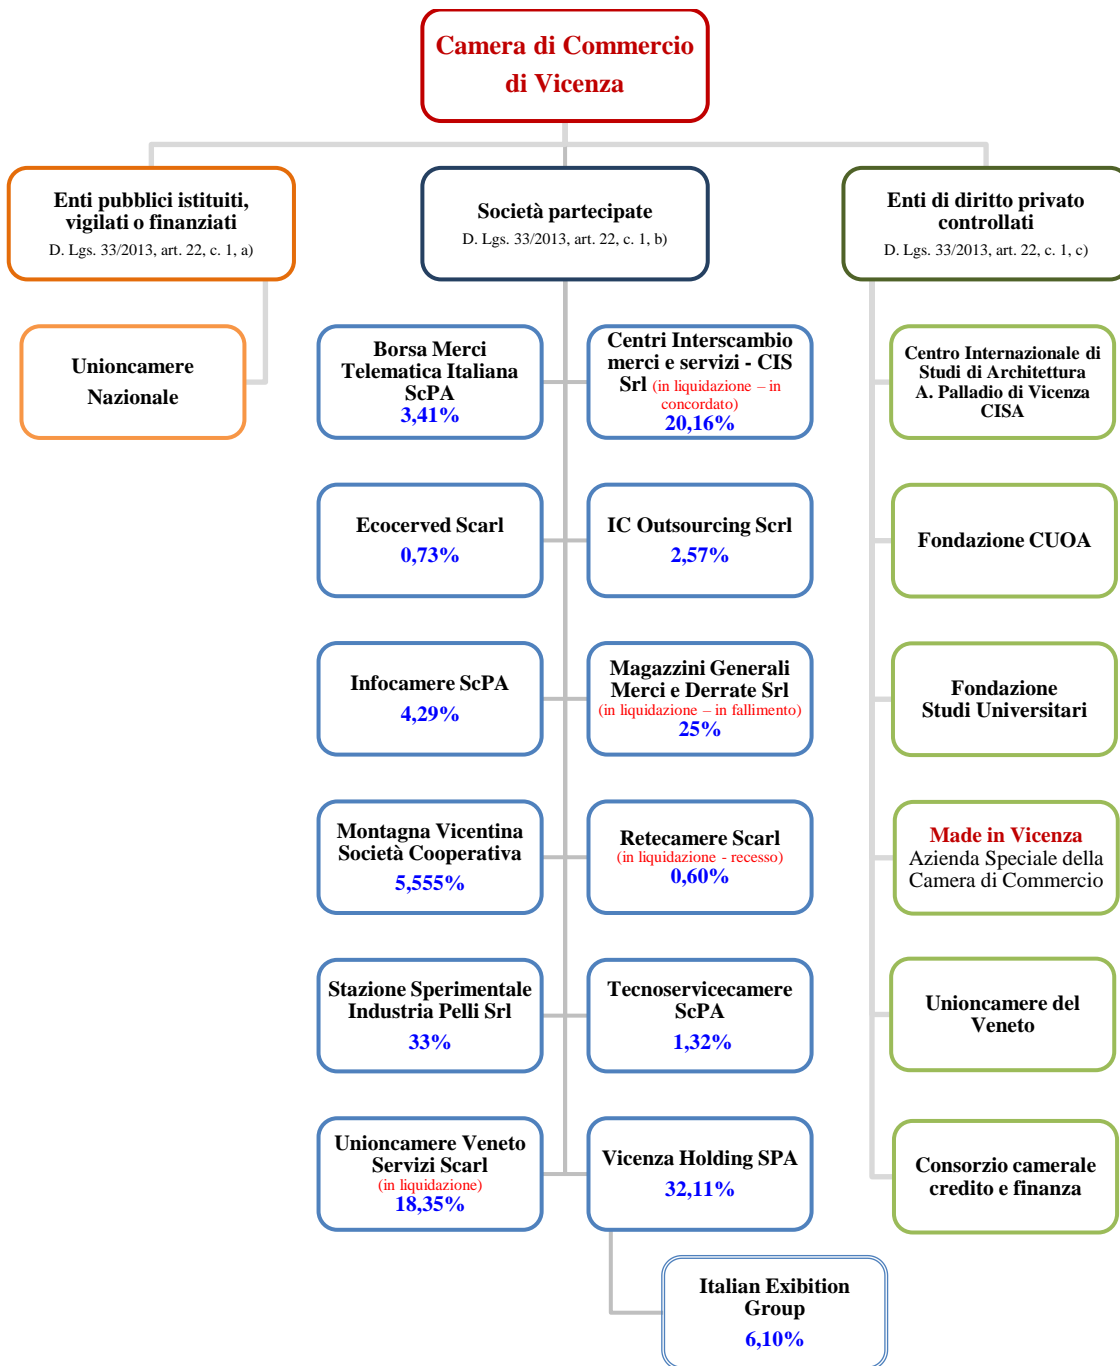 Camera di Commercio
di Vicenza
Enti pubblici istituiti,
vigilati o finanziati
D. Lgs. 33/2013, art. 22, c. 1, a)
Società partecipate
D. Lgs. 33/2013, art. 22, c. 1, b)
Enti di diritto privato
controllati
D. Lgs. 33/2013, art. 22, c. 1, c)
Unioncamere
Nazionale
Borsa Merci
Telematica Italiana
ScPA
3,41%
Centri Interscambio
merci e servizi - CIS
Srl (in liquidazione – in
concordato)
20,16%
Centro Internazionale di
Studi di Architettura
A. Palladio di Vicenza
CISA
Ecocerved Scarl
0,73%
IC Outsourcing Scrl
2,57%
Fondazione CUOA
Infocamere ScPA
4,29%
Magazzini Generali
Merci e Derrate Srl
(in liquidazione – in fallimento)
25%
Fondazione
Studi Universitari
Montagna Vicentina
Società Cooperativa
5,555%
Retecamere Scarl
(in liquidazione - recesso)
0,60%
Made in Vicenza
Azienda Speciale della
Camera di Commercio
Stazione Sperimentale
Industria Pelli Srl
33%
Tecnoservicecamere
ScPA
1,32%
Unioncamere del
Veneto
Unioncamere Veneto
Servizi Scarl
(in liquidazione)
18,35%
Vicenza Holding SPA
32,11%
Consorzio camerale
credito e finanza
Italian Exibition
Group
6,10%